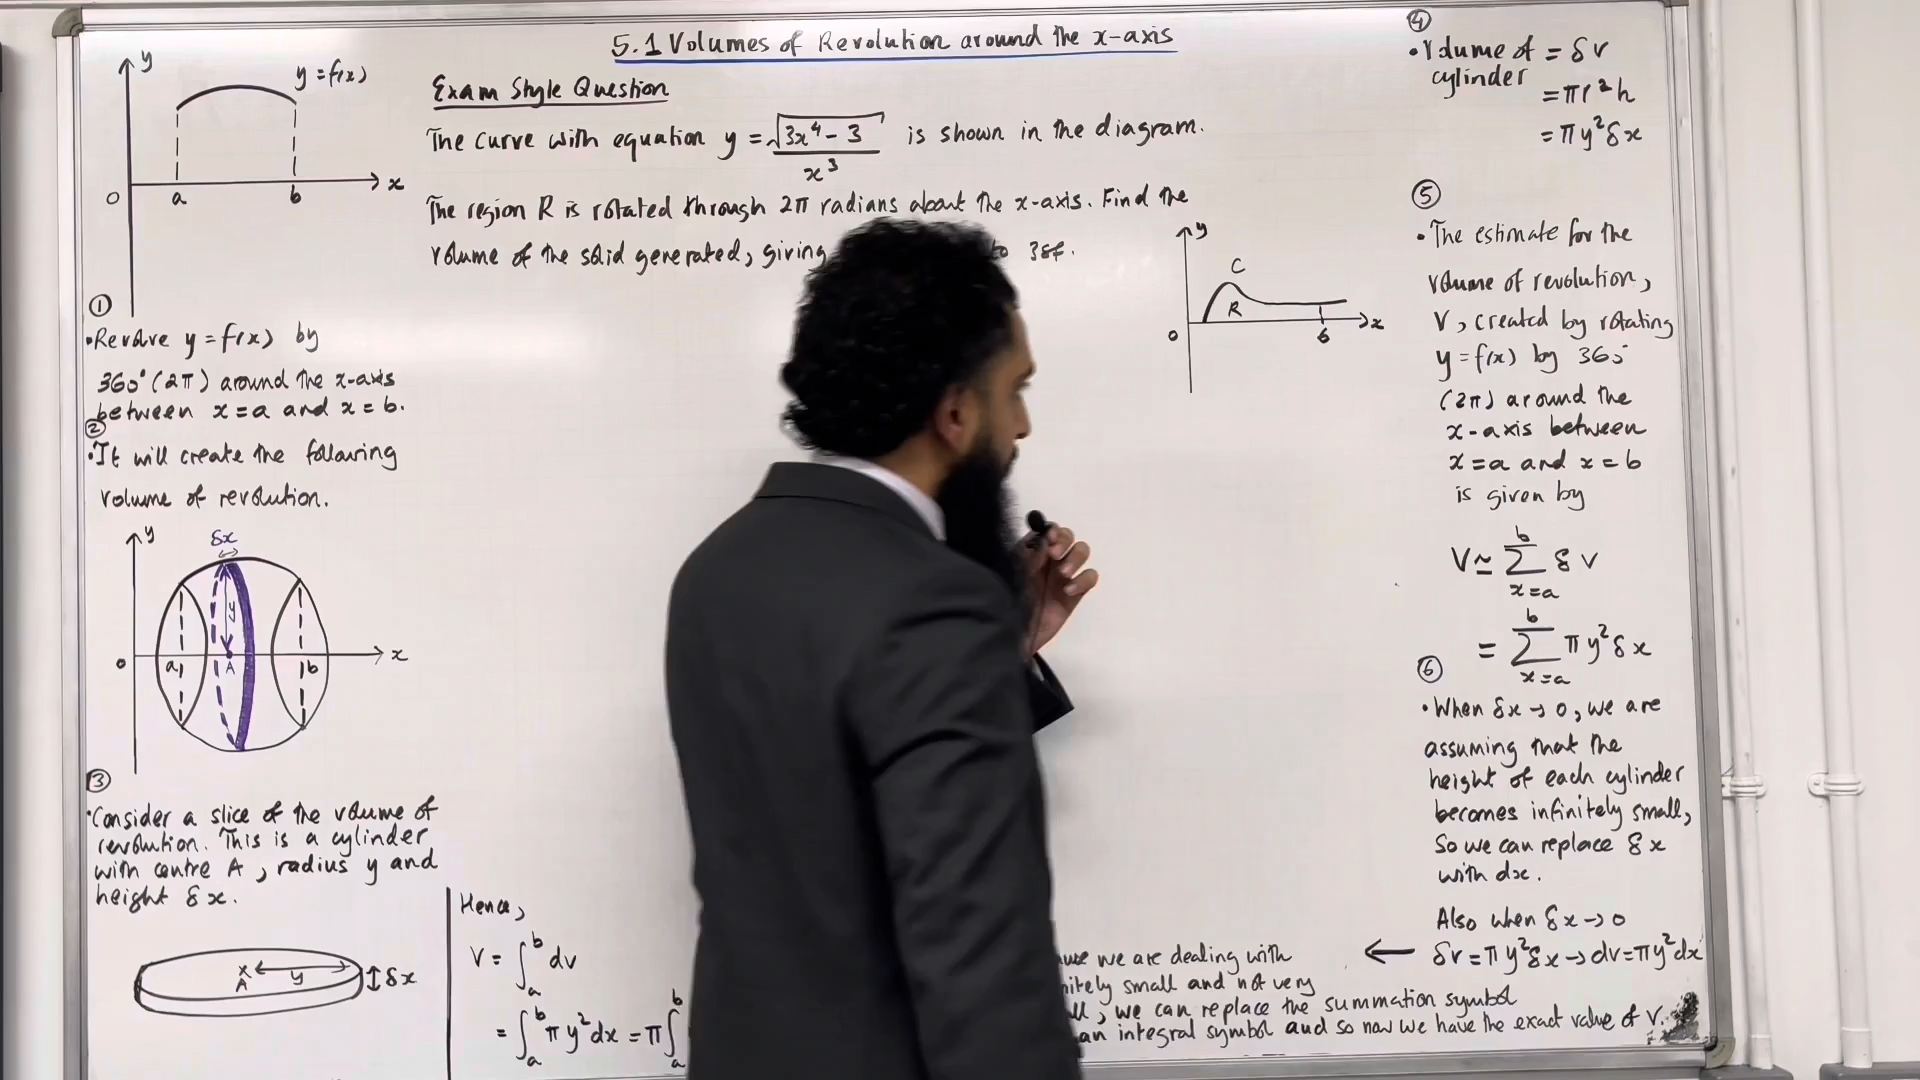 5.1 Volumes of Revolution around the x-axis
y
y = f(x)
x
0
a
b
①
• Revolve y = f(x) by
360° (2π) around the x-axis
between x = a and x = b.
②
• It will create the following
volume of revolution.
y
δx
y
x
0
a
A
b
③
• Consider a slice of the volume of
revolution. This is a cylinder
with centre A, radius y and
height δx.
x
A
y
δx
Exam Style Question
The curve with equation y = √(3x⁴ - 3) / x³ is shown in the diagram.
The region R is rotated through 2π radians about the x-axis. Find the
volume of the solid generated, giving to 3sf.
y
C
R
x
0
6
Hence,
V = ∫ₐᵇ dv
= ∫ₐᵇ πy²dx = π∫ₐᵇ
we are dealing with
small and not very
, we can replace the summation symbol
an integral symbol and so now we have the exact value of V.
④
• Volume of cylinder = δv
= πr²h
= πy²δx
⑤
• The estimate for the
volume of revolution,
V, created by rotating
y = f(x) by 360°
(2π) around the
x-axis between
x = a and x = b
is given by
V ≃ ∑ₓ₌ₐᵇ δv
= ∑ₓ₌ₐᵇ πy²δx
⑥
• When δx → 0, we are
assuming that the
height of each cylinder
becomes infinitely small,
So we can replace δx
with dx.
Also when δx → 0
← δv = πy²δx → dv = πy²dx